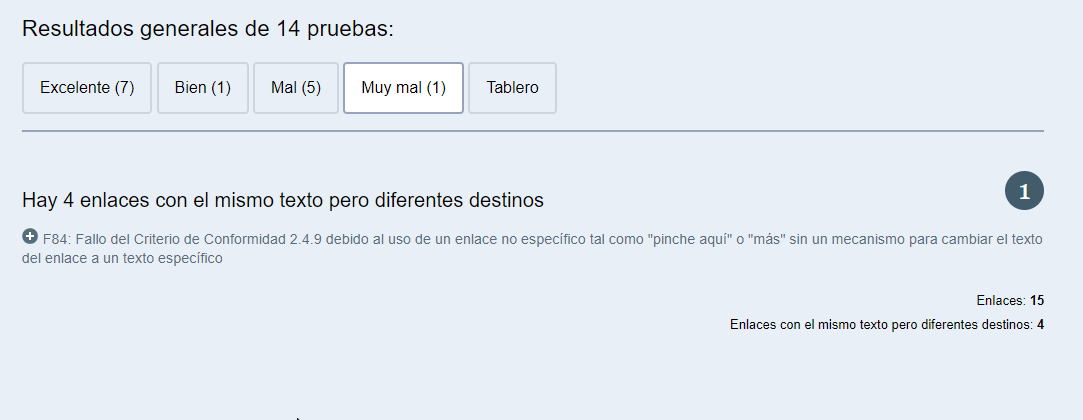 Resultados generales de 14 pruebas:
Excelente (7) Bien (1) Mal (5) Muy mal (1) Tablero
Hay 4 enlaces con el mismo texto pero diferentes destinos
1
F84: Fallo del Criterio de Conformidad 2.4.9 debido al uso de un enlace no específico tal como "pinche aquí" o "más" sin un mecanismo para cambiar el texto
del enlace a un texto específico
Enlaces: 15
Enlaces con el mismo texto pero diferentes destinos: 4